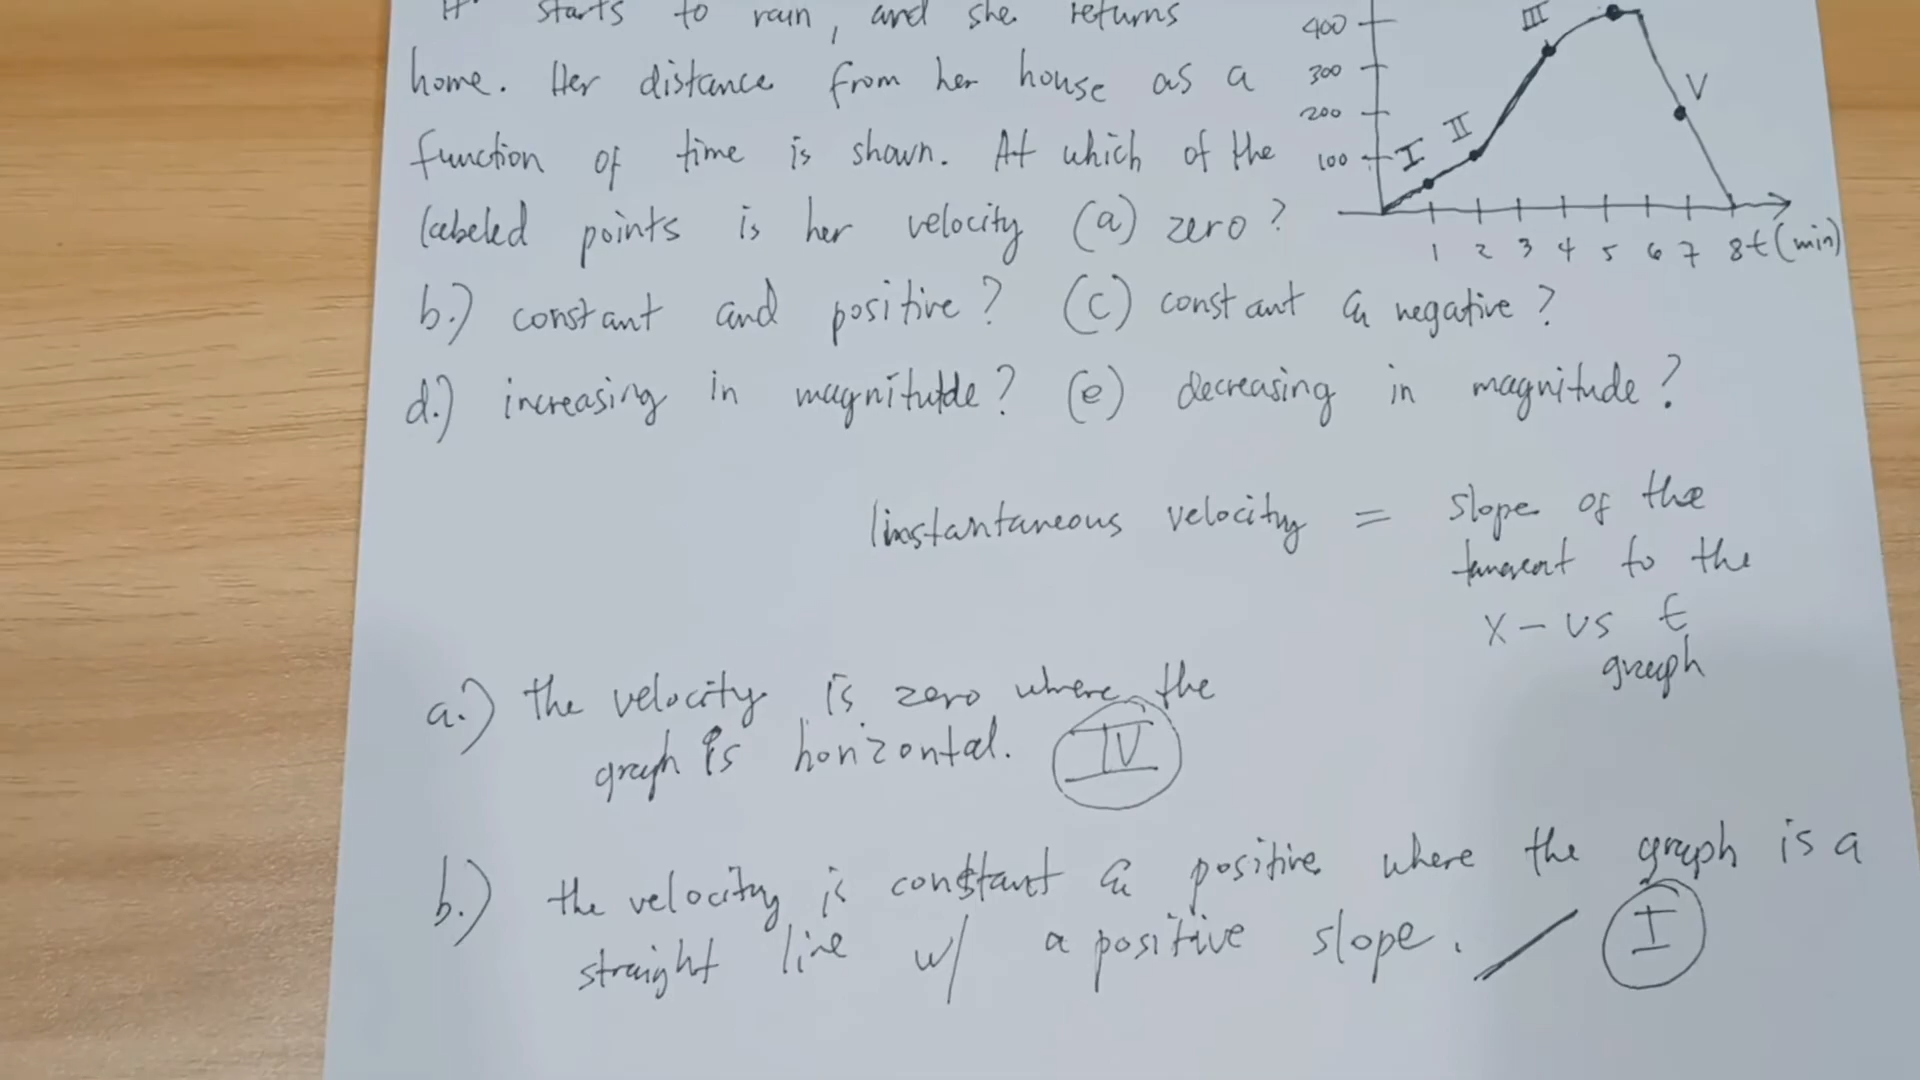 It starts to rain, and she returns
home. Her distance from her house as a
function of time is shown. At which of the
labeled points is her velocity (a) zero?
b.) constant and positive? (c) constant & negative?
d.) increasing in magnitude? (e) decreasing in magnitude?
400
300
200
100
I
II
III
V
1 2 3 4 5 6 7 8 t (min)
instantaneous velocity = slope of the
tangent to the
x - vs t
graph
a.) the velocity is zero where the
graph is horizontal. IV
b.) the velocity is constant & positive where the graph is a
straight line w/ a positive slope. I